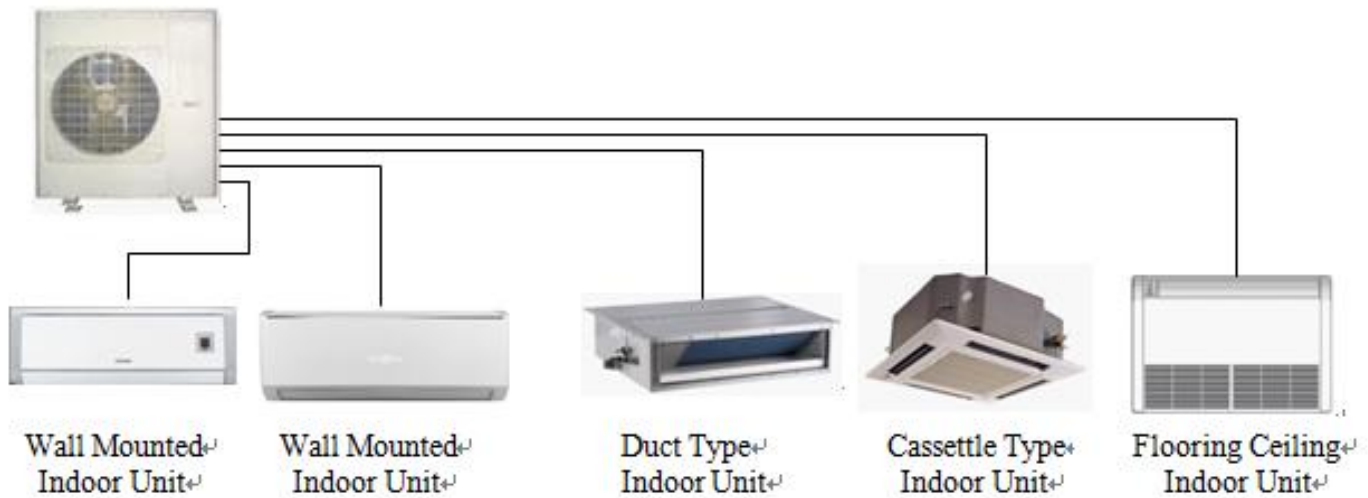 Wall Mounted
Indoor Unit
Wall Mounted
Indoor Unit
Duct Type
Indoor Unit
Cassettle Type
Indoor Unit
Flooring Ceiling
Indoor Unit